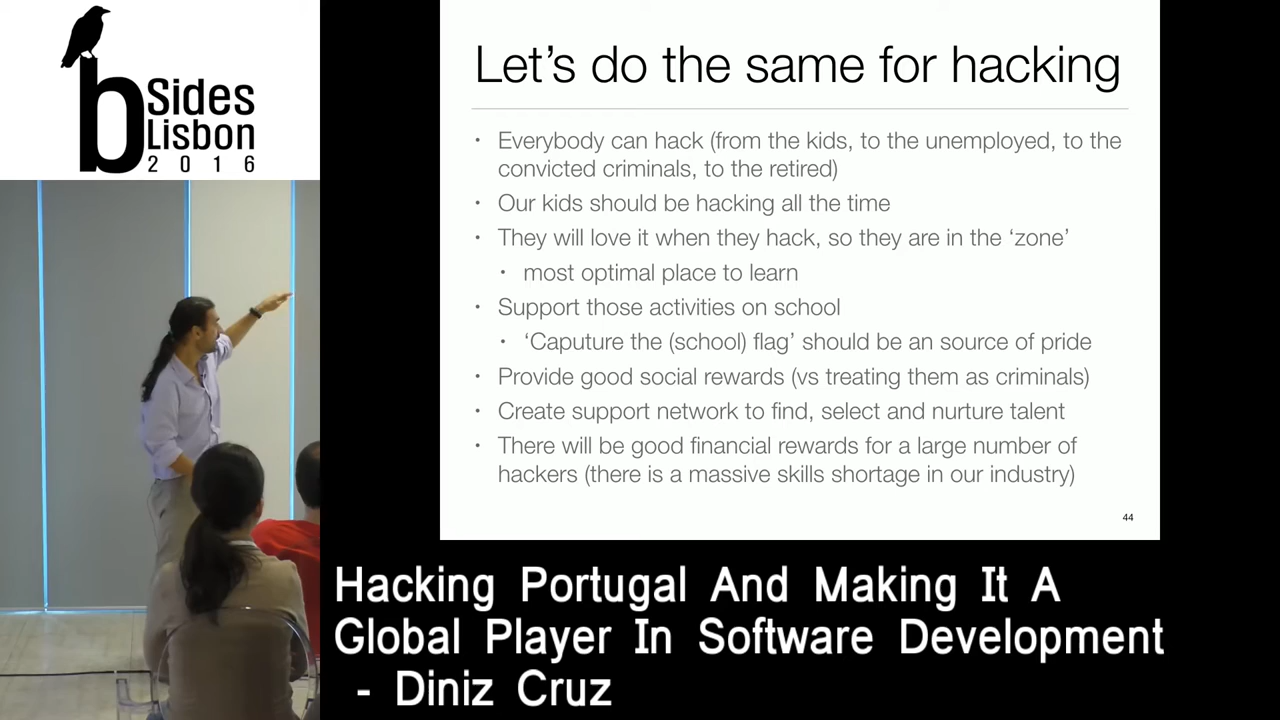 b
Sides
Lisbon
2016
Let's do the same for hacking
• Everybody can hack (from the kids, to the unemployed, to the
convicted criminals, to the retired)
• Our kids should be hacking all the time
• They will love it when they hack, so they are in the 'zone'
• most optimal place to learn
• Support those activities on school
• 'Caputure the (school) flag' should be an source of pride
• Provide good social rewards (vs treating them as criminals)
• Create support network to find, select and nurture talent
• There will be good financial rewards for a large number of
hackers (there is a massive skills shortage in our industry)
44
Hacking Portugal And Making It A
Global Player In Software Development
- Diniz Cruz